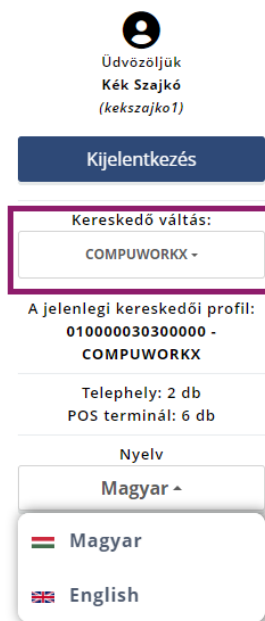 Üdvözöljük
Kék Szajkó
(kekszajko1)
Kijelentkezés
Kereskedő váltás:
COMPUWORKX
A jelenlegi kereskedői profil:
010000030300000 -
COMPUWORKX
Telephely: 2 db
POS terminál: 6 db
Nyelv
Magyar
Magyar
English